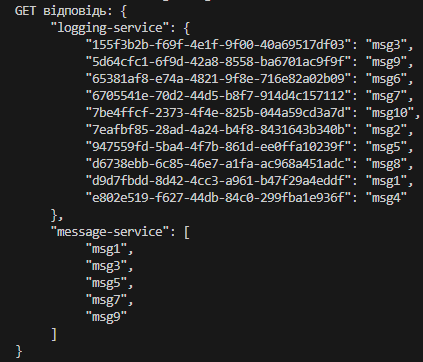 GET відповідь: {
    "logging-service": {
        "155f3b2b-f69f-4e1f-9f00-40a69517df03": "msg3",
        "5d64cfc1-6f9d-42a8-8558-ba6701ac9f9f": "msg9",
        "65381af8-e74a-4821-9f8e-716e82a02b09": "msg6",
        "6705541e-70d2-44d5-b8f7-914d4c157112": "msg7",
        "7be4ffcf-2373-4f4e-825b-044a59cd3a7d": "msg10",
        "7eafbf85-28ad-4a24-b4f8-8431643b340b": "msg2",
        "947559fd-5ba4-4f7b-861d-ee0ffa10239f": "msg5",
        "d6738ebb-6c85-46e7-a1fa-ac968a451adc": "msg8",
        "d9d7fbdd-8d42-4cc3-a961-b47f29a4eddf": "msg1",
        "e802e519-f627-44db-84c0-299fba1e936f": "msg4"
    },
    "message-service": [
        "msg1",
        "msg3",
        "msg5",
        "msg7",
        "msg9"
    ]
}